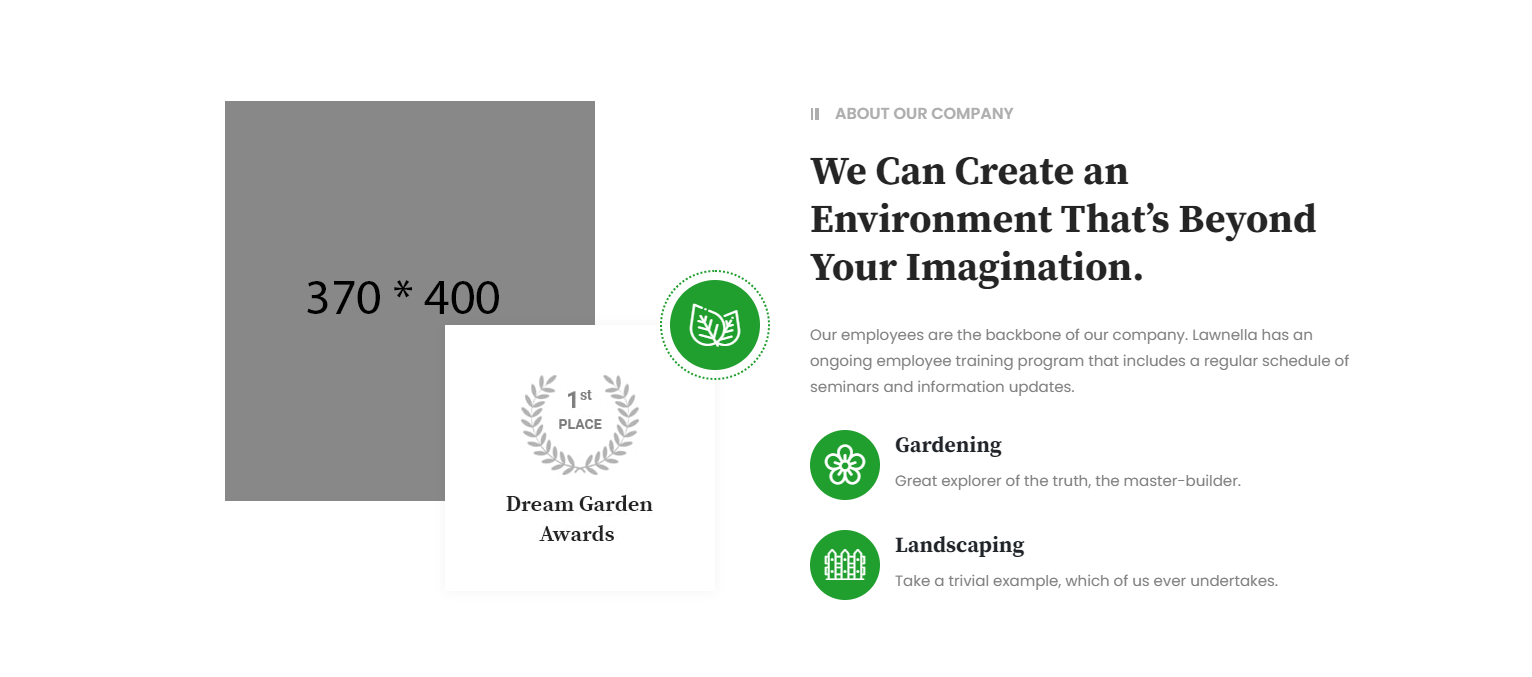 370 * 400
1st
PLACE
Dream Garden
Awards
ABOUT OUR COMPANY
We Can Create an
Environment That’s Beyond
Your Imagination.
Our employees are the backbone of our company. Lawnella has an
ongoing employee training program that includes a regular schedule of
seminars and information updates.
Gardening
Great explorer of the truth, the master-builder.
Landscaping
Take a trivial example, which of us ever undertakes.